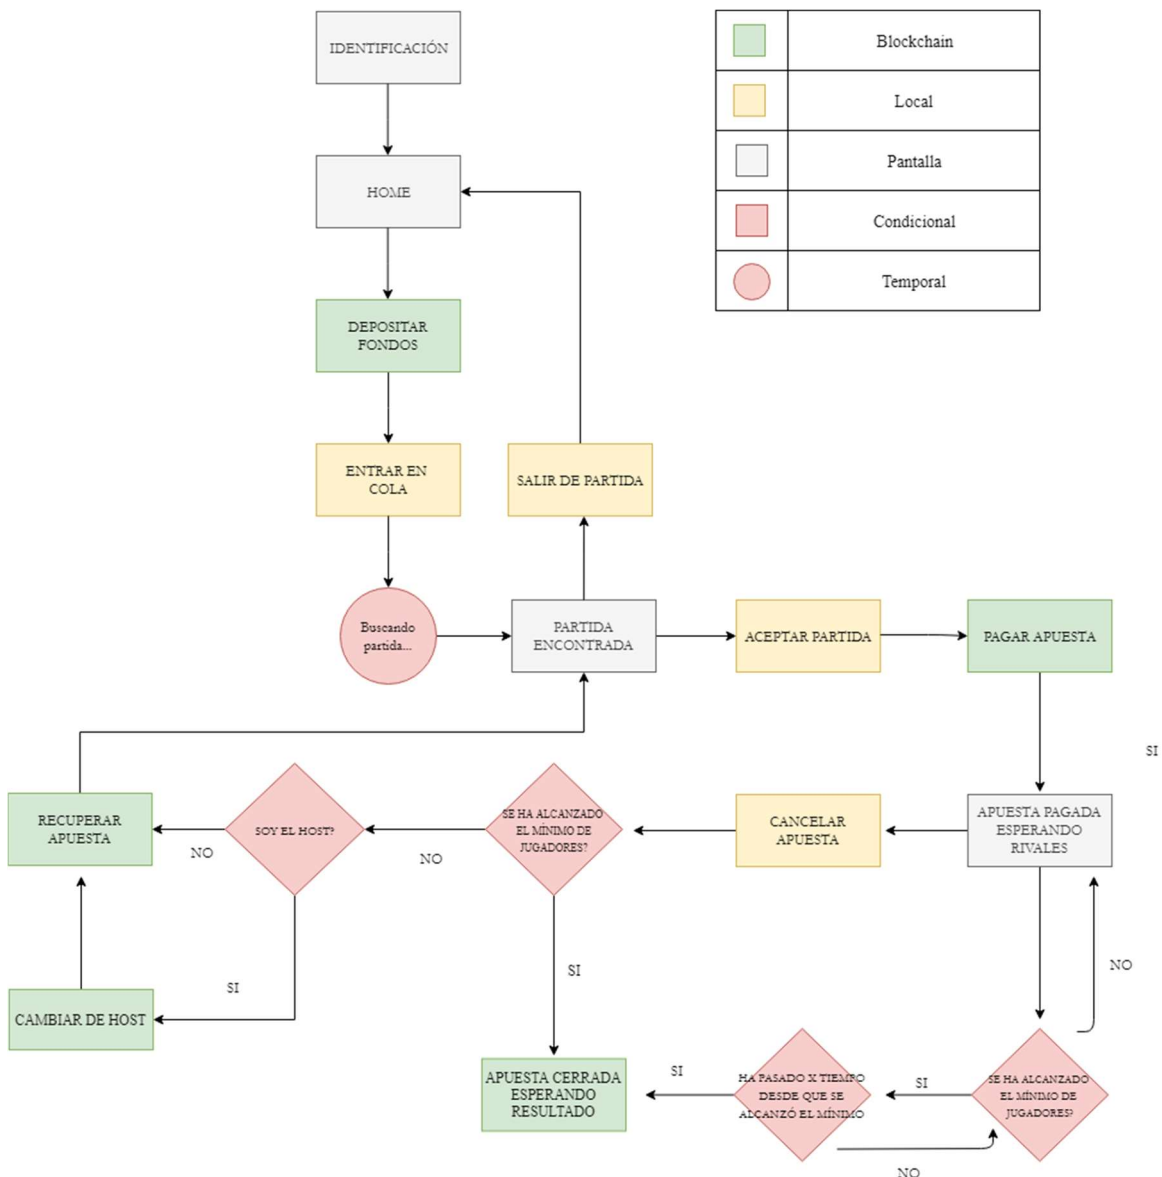 IDENTIFICACIÓN
Blockchain
Local
Pantalla
Condicional
Temporal
HOME
DEPOSITAR
FONDOS
ENTRAR EN
COLA
SALIR DE PARTIDA
Buscando
partida...
PARTIDA
ENCONTRADA
ACEPTAR PARTIDA
PAGAR APUESTA
SI
RECUPERAR
APUESTA
NO
SOY EL HOST?
NO
SE HA ALCANZADO
EL MÍNIMO DE
JUGADORES?
CANCELAR
APUESTA
APUESTA PAGADA
ESPERANDO
RIVALES
SI
SI
NO
CAMBIAR DE HOST
APUESTA CERRADA
ESPERANDO
RESULTADO
SI
HA PASADO X TIEMPO
DESDE QUE SE
ALCANZÓ EL MÍNIMO
SI
SE HA ALCANZADO
EL MÍNIMO DE
JUGADORES?
NO